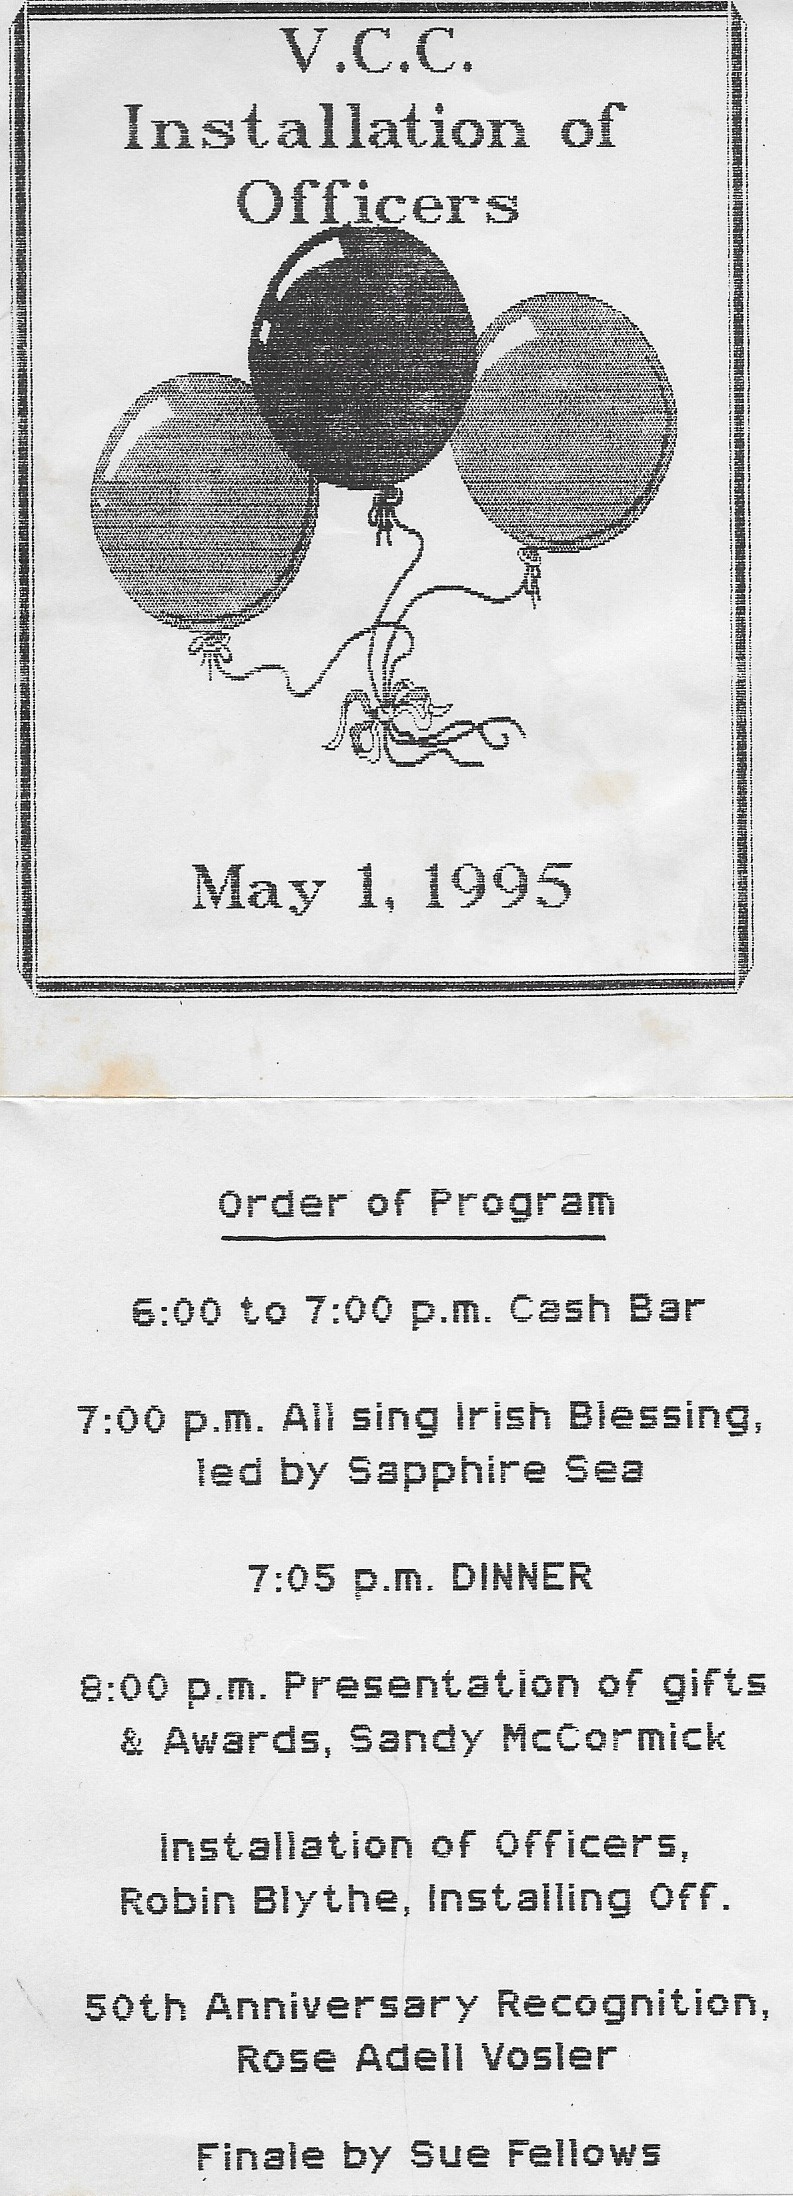 V.C.C.
Installation of
Officers
May 1, 1995
Order of Program
6:00 to 7:00 p.m. Cash Bar
7:00 p.m. All sing Irish Blessing,
led by Sapphire Sea
7:05 p.m. DINNER
8:00 p.m. Presentation of gifts
& Awards, Sandy McCormick
Installation of Officers,
Robin Blythe, Installing Off.
50th Anniversary Recognition,
Rose Adell Vosler
Finale by Sue Fellows